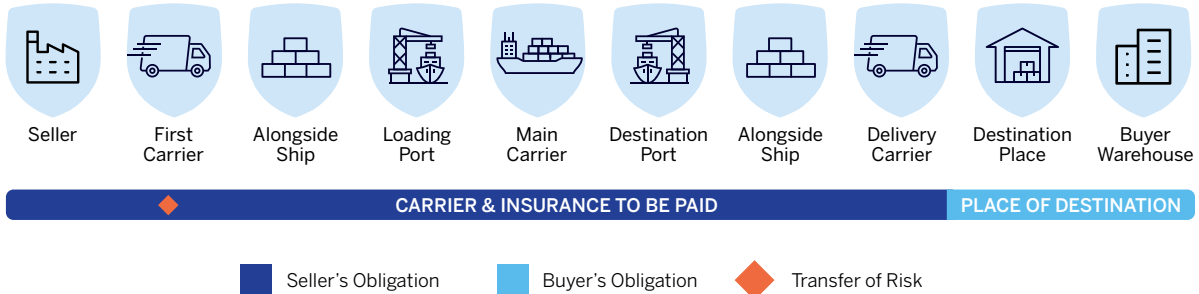 Seller
First
Carrier
Alongside
Ship
Loading
Port
Main
Carrier
Destination
Port
Alongside
Ship
Delivery
Carrier
Destination
Place
Buyer
Warehouse
CARRIER & INSURANCE TO BE PAID
PLACE OF DESTINATION
Seller’s Obligation
Buyer’s Obligation
Transfer of Risk